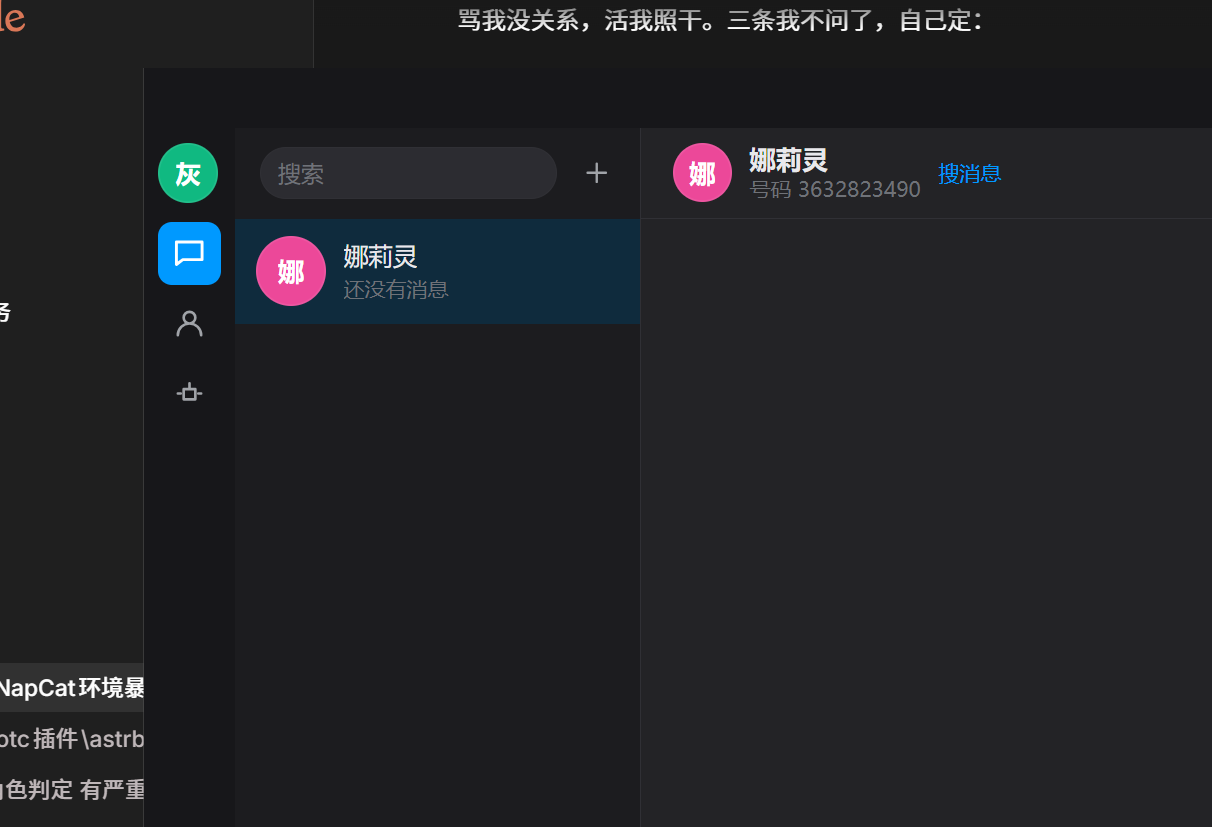 le
骂我没关系，活我照干。三条我不问了，自己定：
灰
搜索
娜
娜莉灵
号码 3632823490
搜消息
娜
娜莉灵
还没有消息
务
NapCat环境暴
otc插件\astrb
色判定 有严重